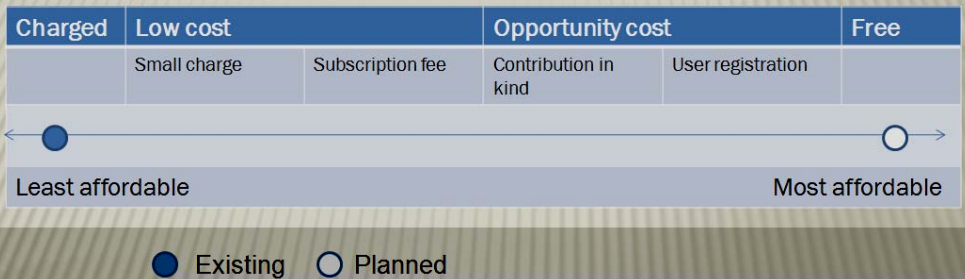 Charged Low cost Opportunity cost Free
Small charge Subscription fee Contribution in kind User registration
Least affordable Most affordable
Existing Planned